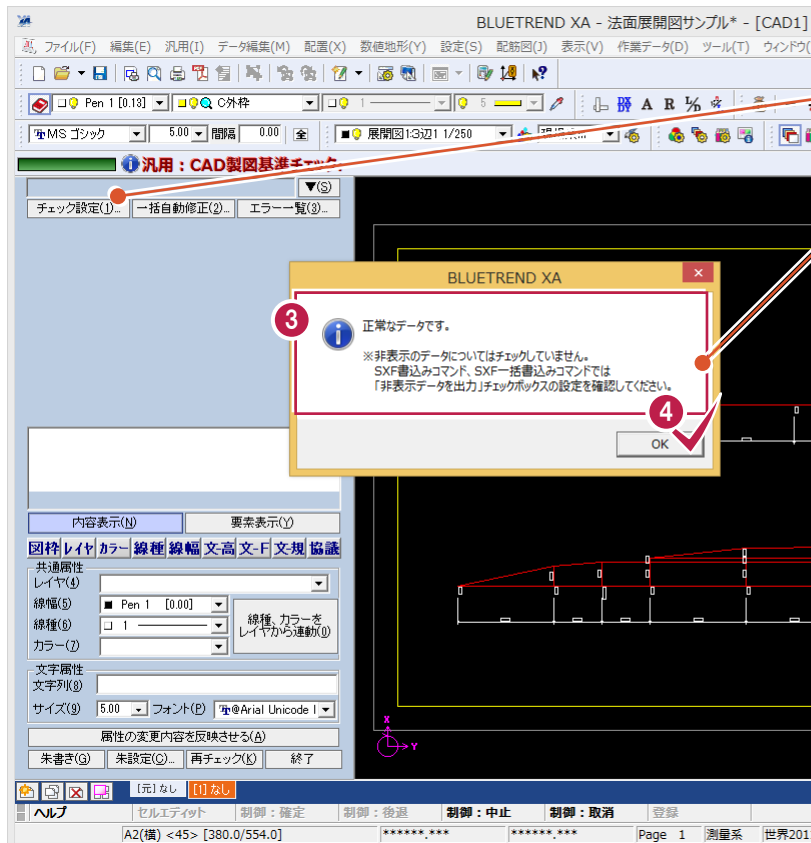 BLUETREND XA - 法面展開図サンプル* - [CAD1]
ファイル(F) 編集(E) 汎用(I) データ編集(M) 配置(X) 数値地形(Y) 設定(S) 配筋図(J) 表示(V) 作業データ(D) ツール(T) ウィンドウ(
Pen 1 [0.13] C外枠 1 5 A R
MS ゴシック 5.00 間隔 0.00 全 展開図1:3辺1 1/250
汎用：CAD製図基準チェック
▼(S)
チェック設定(1)... 一括自動修正(2)... エラー一覧(3)...
BLUETREND XA
3
正常なデータです。
※非表示のデータについてはチェックしていません。
SXF書込みコマンド、SXF一括書込みコマンドでは
「非表示データを出力」チェックボックスの設定を確認してください。
4
OK
内容表示(N) 要素表示(Y)
図枠 レイヤ カラー 線種 線幅 文-高 文-F 文-規 協議
共通属性
レイヤ(4)
線幅(5) Pen 1 [0.00]
線種(6) 1
線種、カラーを
レイヤから連動(0)
カラー(7)
文字属性
文字列(8)
サイズ(9) 5.00 フォント(P) @Arial Unicode
属性の変更内容を反映させる(A)
朱書き(G) 朱設定(C)... 再チェック(K) 終了
X
Y
[元] なし [1] なし
ヘルプ セルエディット 制御：確定 制御：後退 制御：中止 制御：取消 登録
A2(横) <45> [380.0/554.0] ******.*** ******.*** Page 1 測量系 世界201